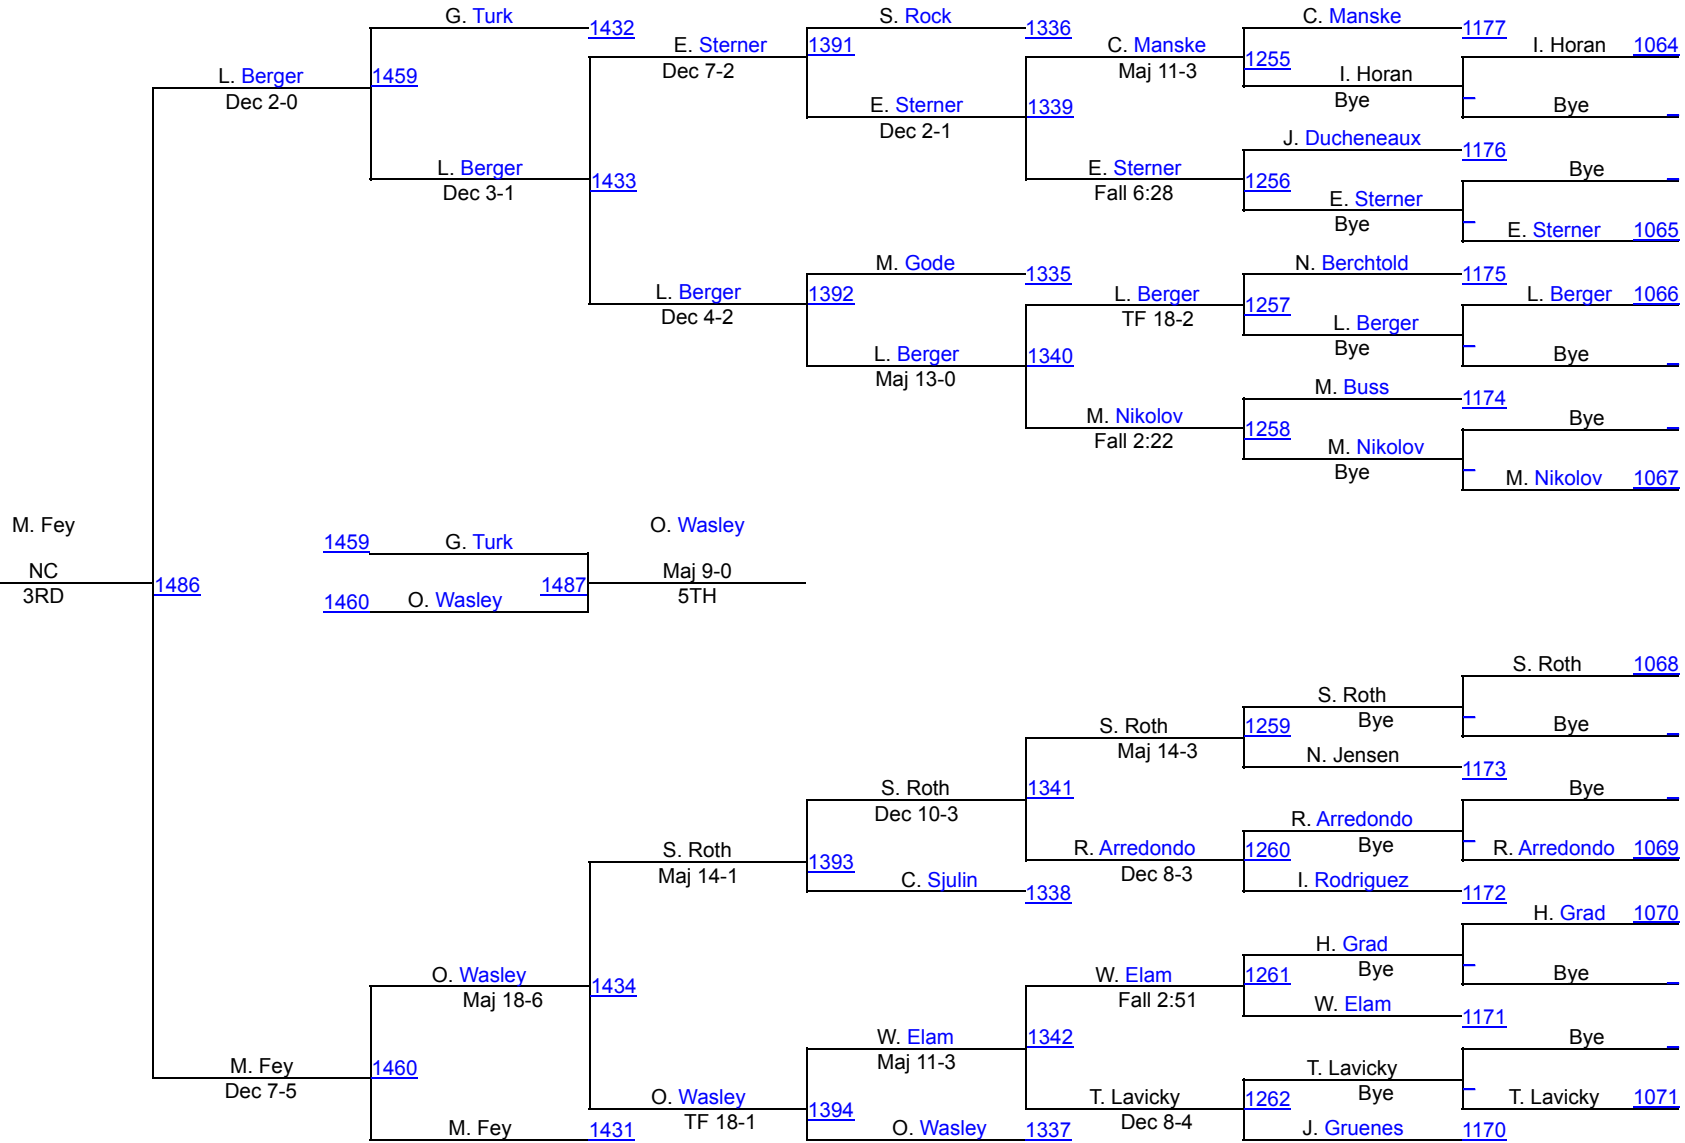 G. Turk
1432
S. Rock
1336
C. Manske
1177
I. Horan 1064
E. Sterner
1391
Dec 7-2
C. Manske
Maj 11-3
1255
I. Horan
Bye
Bye
L. Berger
1459
Dec 2-0
E. Sterner
Dec 2-1
1339
J. Ducheneaux
1176
Bye
L. Berger
Dec 3-1
1433
E. Sterner
Fall 6:28
1256
E. Sterner
Bye
E. Sterner 1065
M. Gode
1335
N. Berchtold
1175
L. Berger
Dec 4-2
1392
L. Berger
TF 18-2
1257
L. Berger 1066
L. Berger
Bye
Bye
L. Berger
Maj 13-0
1340
M. Buss
1174
M. Nikolov
Fall 2:22
1258
Bye
M. Nikolov
Bye
M. Nikolov 1067
M. Fey
NC
3RD
1486
1459 G. Turk
1460 O. Wasley
1487
O. Wasley
Maj 9-0
5TH
S. Roth 1068
S. Roth
Bye
Bye
S. Roth
Maj 14-3
1259
N. Jensen
1173
S. Roth
Dec 10-3
1341
Bye
S. Roth
Maj 14-1
1393
R. Arredondo
Dec 8-3
1260
R. Arredondo
Bye
R. Arredondo 1069
C. Sjulin
1338
I. Rodriguez
1172
H. Grad 1070
H. Grad
Bye
Bye
O. Wasley
Maj 18-6
1434
W. Elam
Fall 2:51
1261
W. Elam
1171
W. Elam
Maj 11-3
1342
Bye
M. Fey
Dec 7-5
1460
T. Lavicky
Bye
T. Lavicky 1071
O. Wasley
TF 18-1
1394
T. Lavicky
Dec 8-4
1262
M. Fey
1431
O. Wasley
1337
J. Gruenes
1170